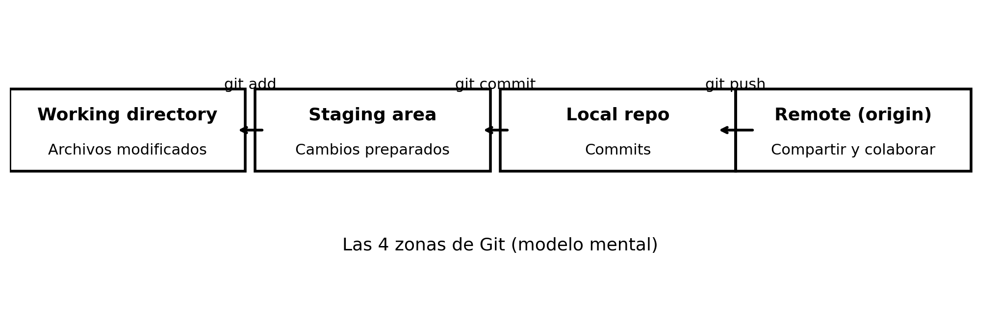 git add
git commit
git push
Working directory
Staging area
Local repo
Remote (origin)
Archivos modificados
Cambios preparados
Commits
Compartir y colaborar
Las 4 zonas de Git (modelo mental)